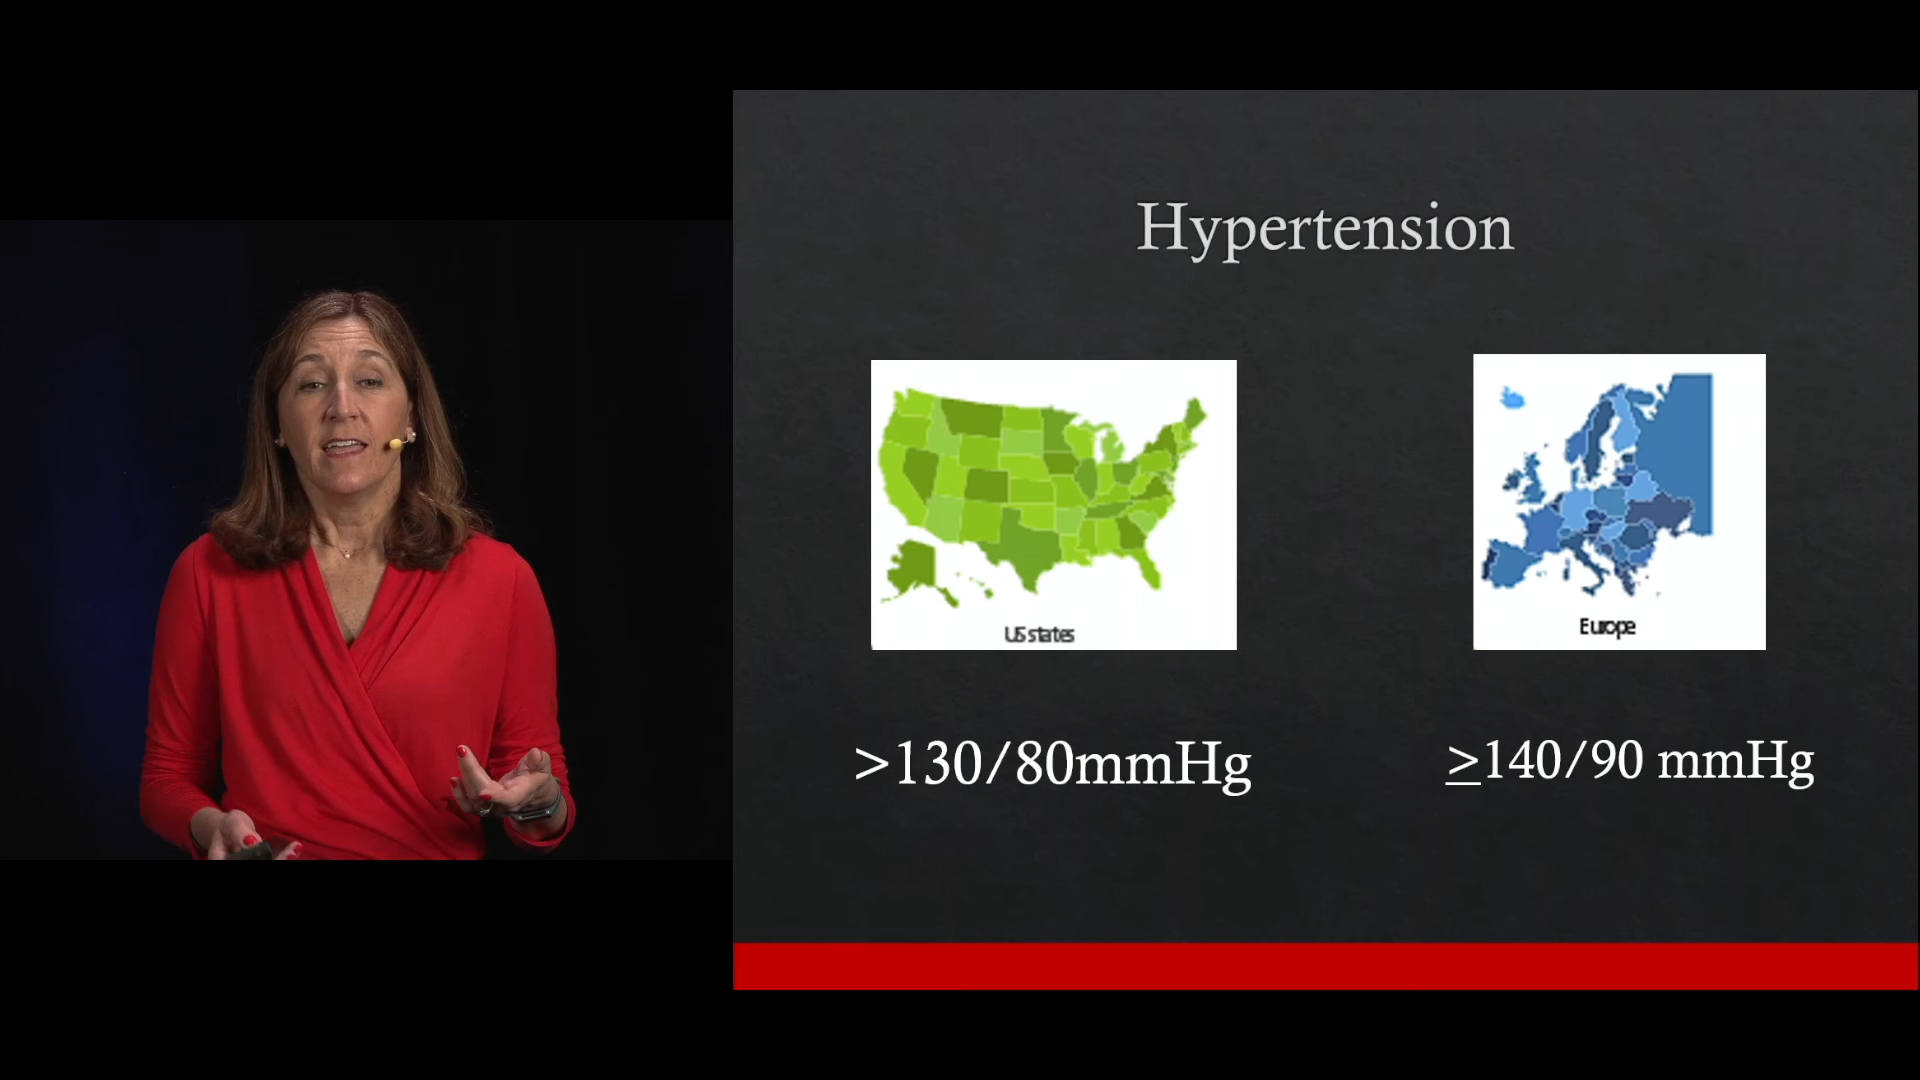 Hypertension
US states
Europe
>130/80mmHg
≥140/90 mmHg